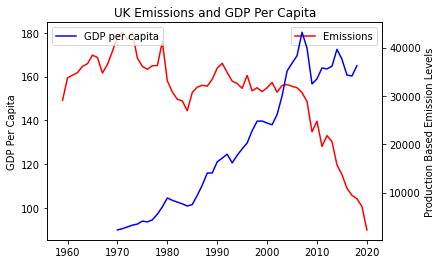 UK Emissions and GDP Per Capita
GDP per capita
Emissions
180
160
140
120
100
GDP Per Capita
40000
30000
20000
10000
Production Based Emission Levels
1960 1970 1980 1990 2000 2010 2020